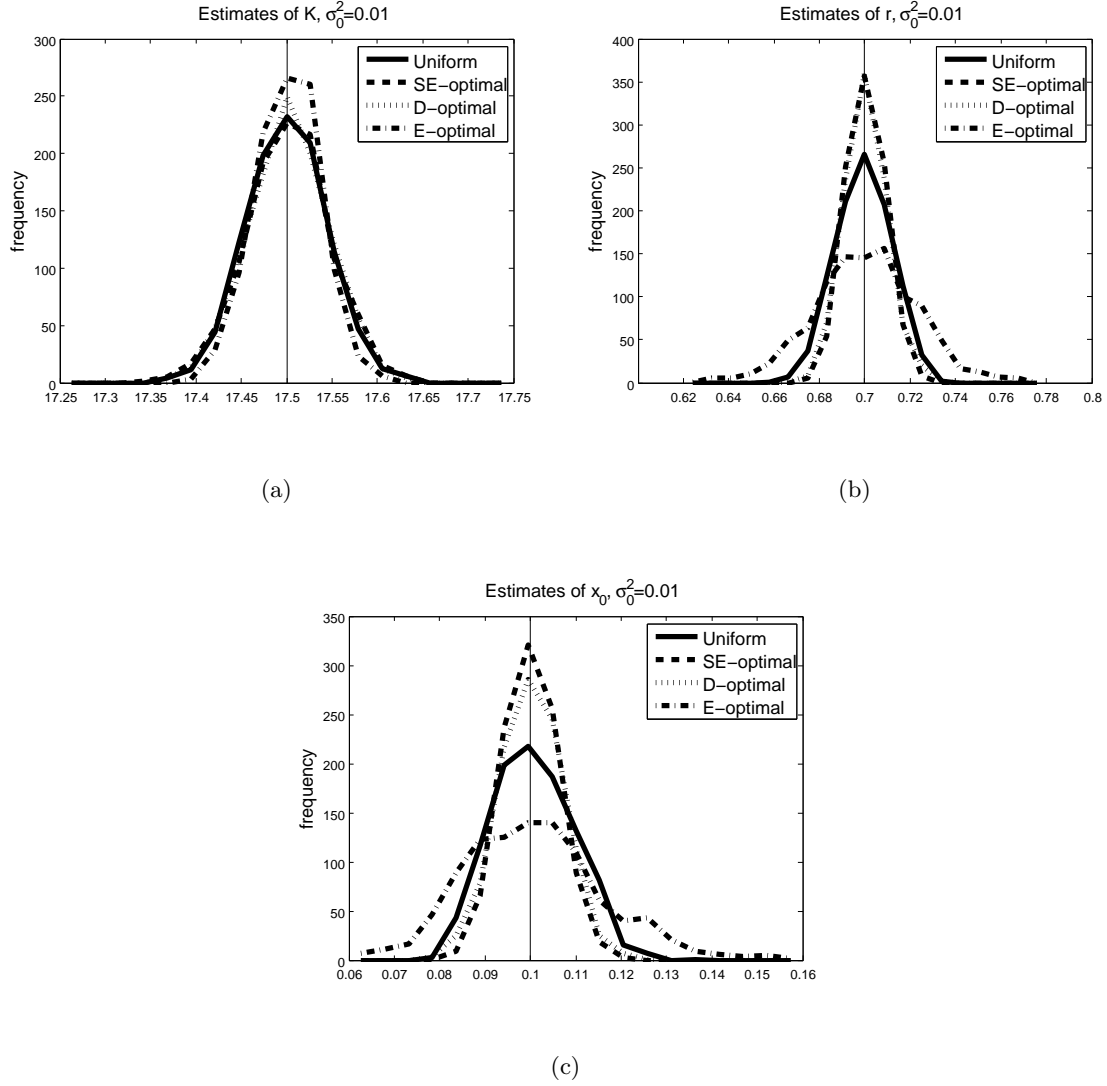 Estimates of K, σ₀²=0.01
frequency
300
250
200
150
100
50
0
17.25 17.3 17.35 17.4 17.45 17.5 17.55 17.6 17.65 17.7 17.75
Uniform
SE−optimal
D−optimal
E−optimal
(a)
Estimates of r, σ₀²=0.01
frequency
400
350
300
250
200
150
100
50
0
0.62 0.64 0.66 0.68 0.7 0.72 0.74 0.76 0.78 0.8
Uniform
SE−optimal
D−optimal
E−optimal
(b)
Estimates of x₀, σ₀²=0.01
frequency
350
300
250
200
150
100
50
0
0.06 0.07 0.08 0.09 0.1 0.11 0.12 0.13 0.14 0.15 0.16
Uniform
SE−optimal
D−optimal
E−optimal
(c)